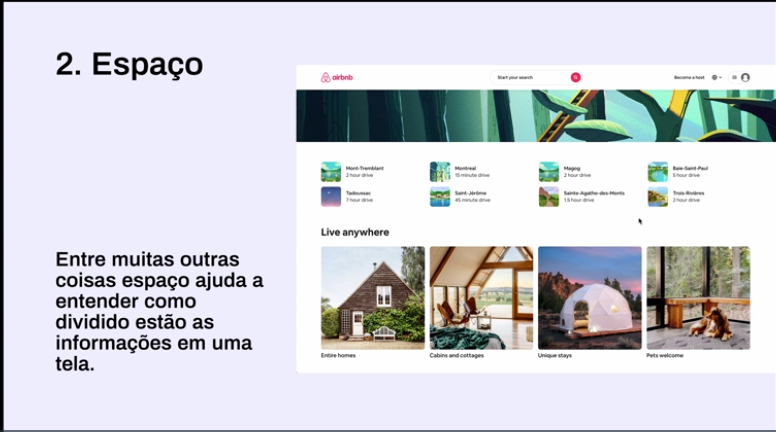 2. Espaço
Entre muitas outras
coisas espaço ajuda a
entender como
dividido estão as
informações em uma
tela.
airbnb
Start your search
Become a host
Mont-Tremblant
2 hour drive
Montreal
15 minute drive
Magog
2 hour drive
Baie-Saint-Paul
5 hour drive
Tadoussac
7 hour drive
Saint-Jérôme
45 minute drive
Sainte-Agathe-des-Monts
1.5 hour drive
Trois-Rivières
2 hour drive
Live anywhere
Entire homes
Cabins and cottages
Unique stays
Pets welcome